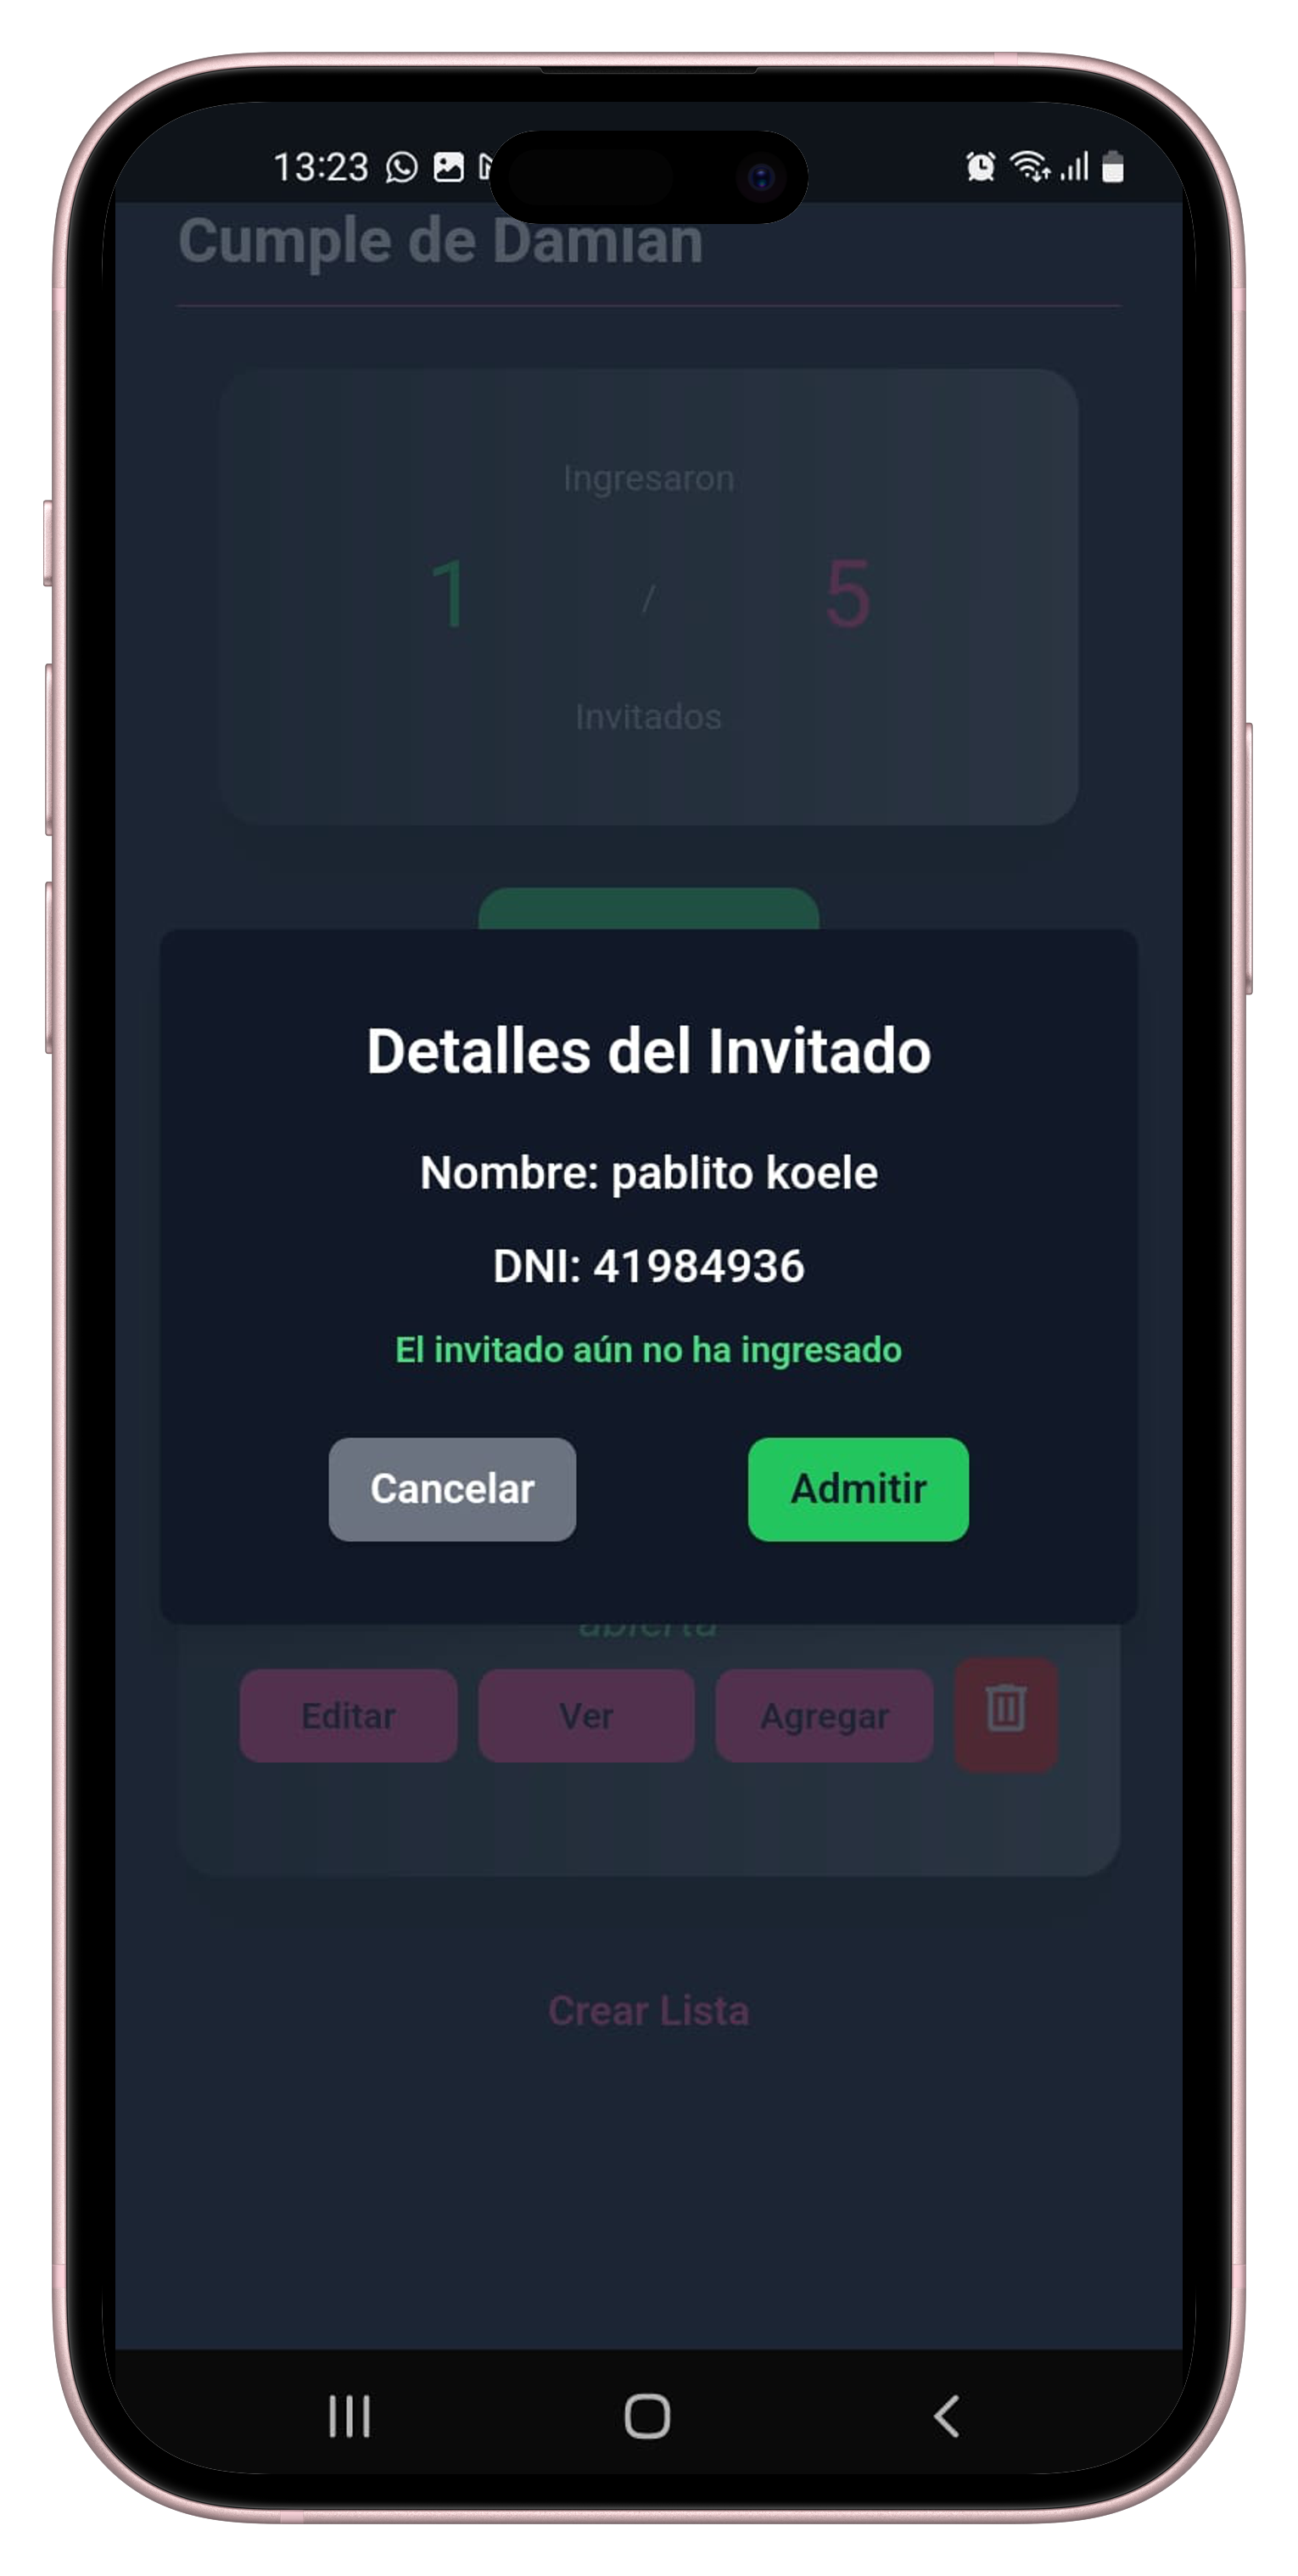 13:23
Cumple de Damian
Ingresaron
1 / 5
Invitados
Detalles del Invitado
Nombre: pablito koele
DNI: 41984936
El invitado aún no ha ingresado
Cancelar Admitir
abierta
Editar Ver Agregar
Crear Lista